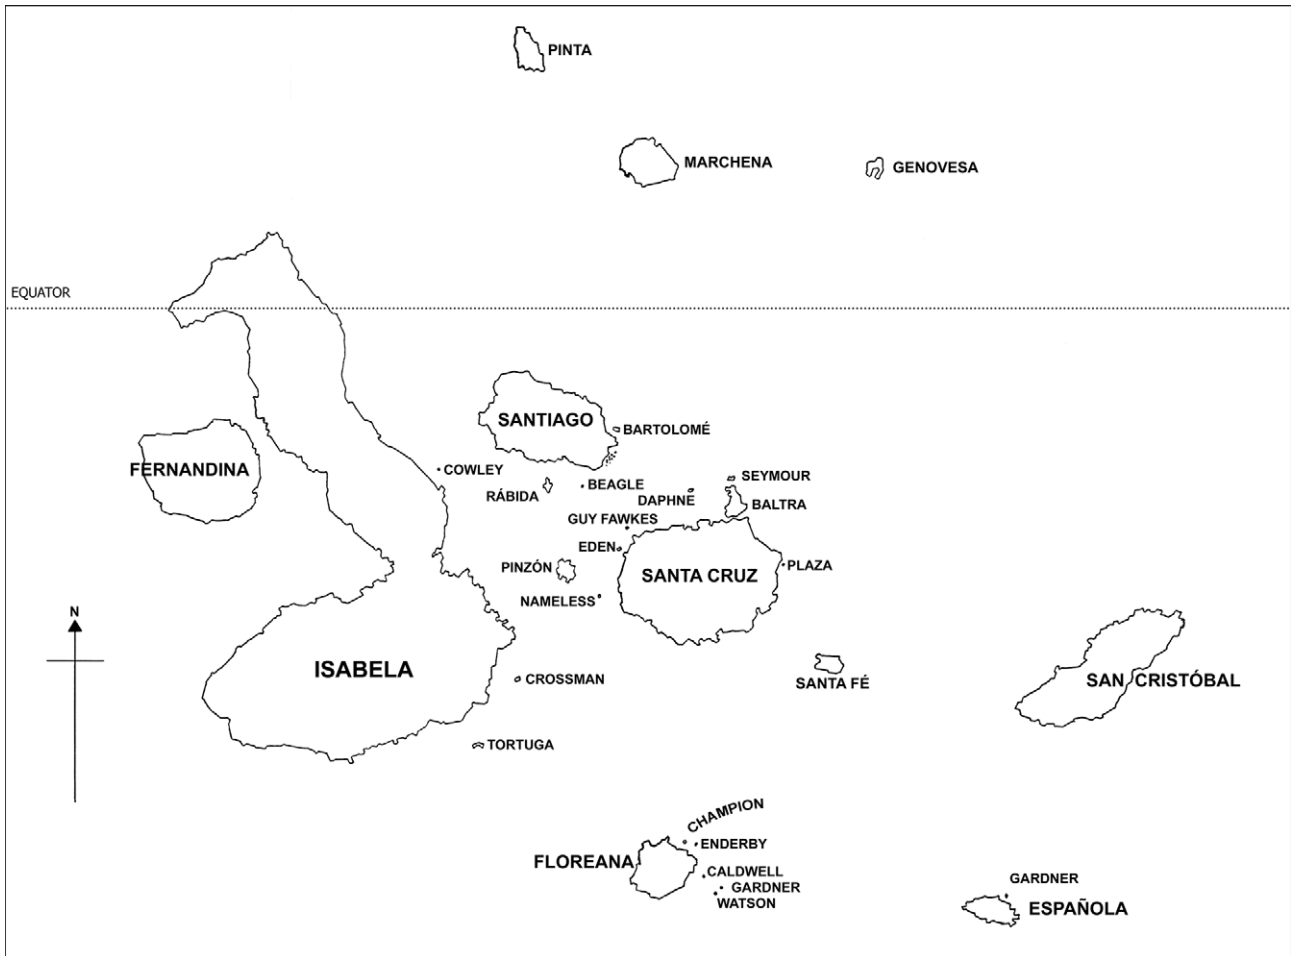 PINTA
MARCHENA
GENOVESA
EQUATOR
SANTIAGO
BARTOLOMÉ
FERNANDINA
COWLEY
SEYMOUR
RÁBIDA
BEAGLE
DAPHNE
BALTRA
GUY FAWKES
EDEN
PINZÓN
SANTA CRUZ
PLAZA
NAMELESS
N
ISABELA
CROSSMAN
SANTA FÉ
SAN CRISTÓBAL
TORTUGA
CHAMPION
ENDERBY
FLOREANA
CALDWELL
GARDNER
WATSON
GARDNER
ESPAÑOLA